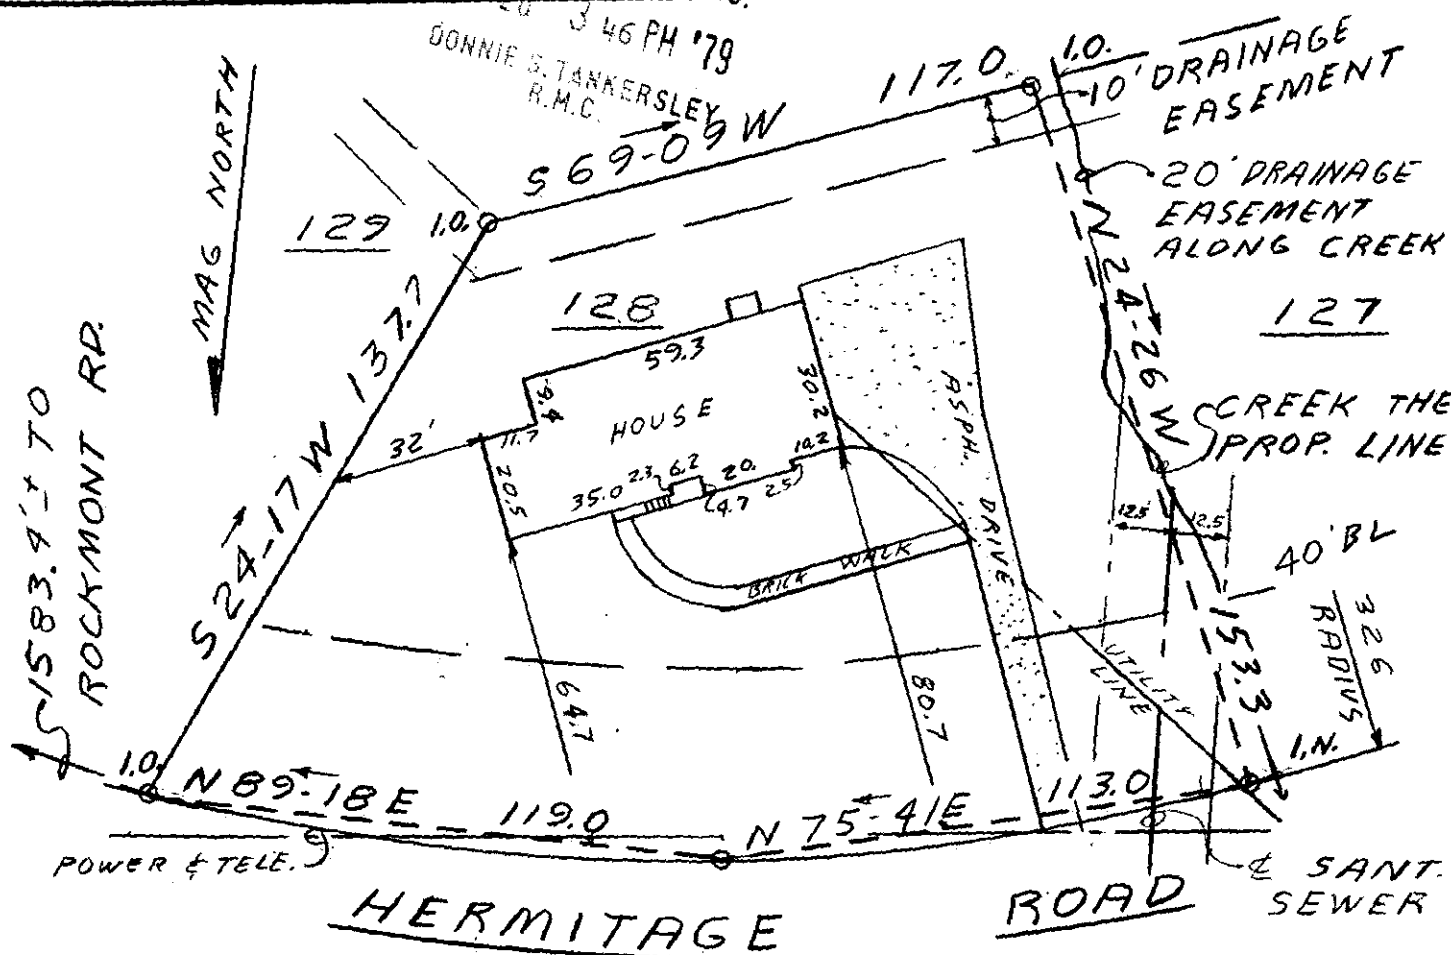 3 46 PH '79
DONNIE S. TANKERSLEY
R.M.C.
MAG NORTH
117.0
I.O.
10' DRAINAGE
EASEMENT
S 69-09 W
20' DRAINAGE
EASEMENT
ALONG CREEK
129
I.O.
128
127
N 24-26 W
153.3
CREEK THE
PROP. LINE
S 24-17 W 137.7
1583.4'± TO
ROCKMONT RD.
59.3
9.4
11.7
32'
HOUSE
30.2
20.5
35.0
2.3
6.2
20.
4.7
2.5
10.2
ASPH. DRIVE
BRICK WALK
12.5
12.5
40' BL
326
RADIUS
64.7
80.7
UTILITY
LINE
I.O.
N 89-18 E 119.0
N 75-41 E 113.0
I.N.
POWER & TELE.
℄ SANT.
SEWER
HERMITAGE ROAD